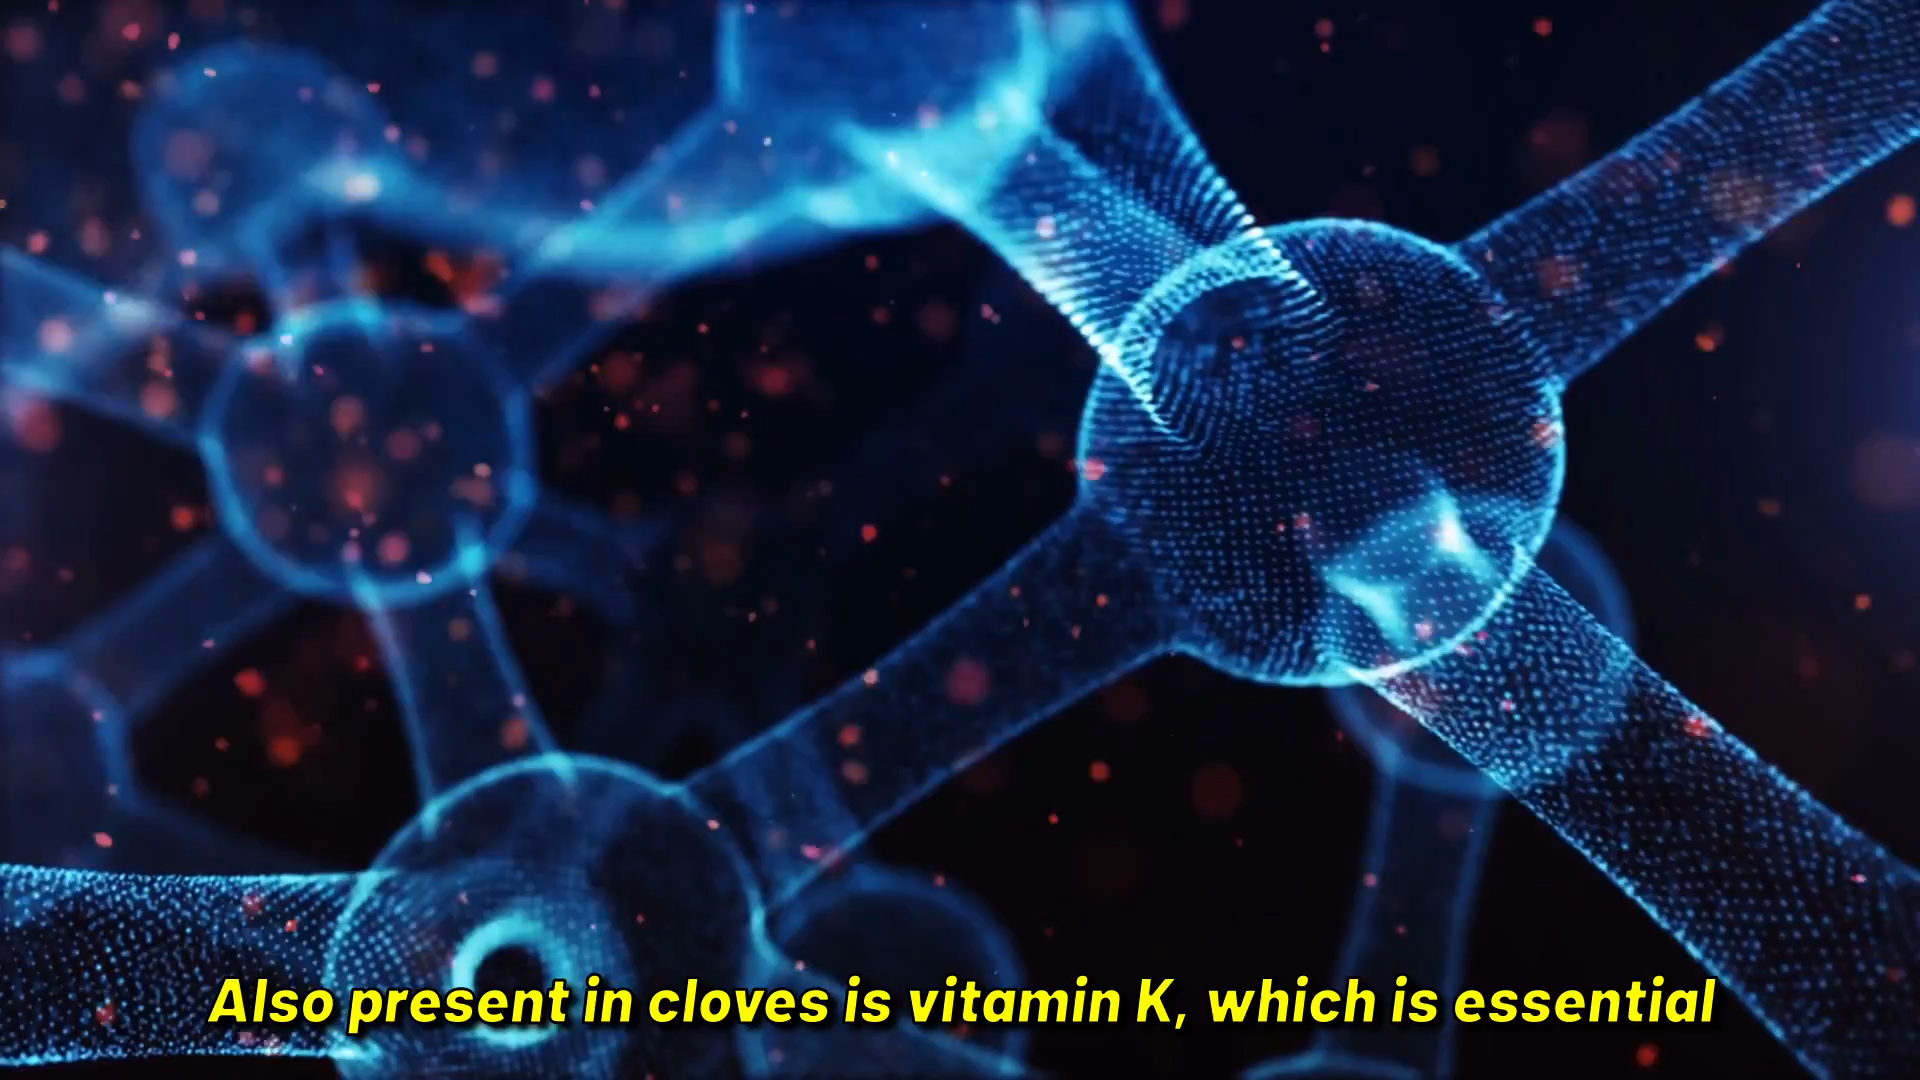 Also present in cloves is vitamin K, which is essential